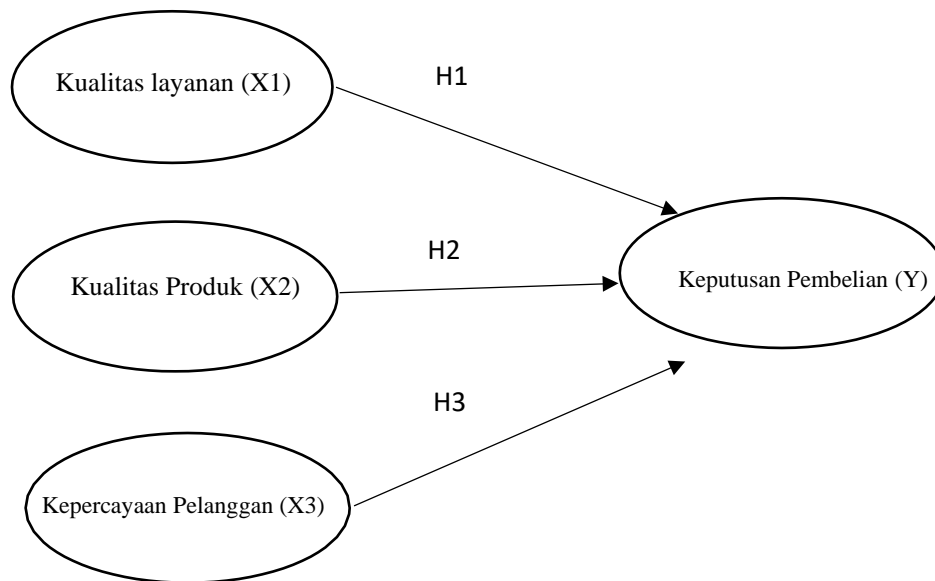 Kualitas layanan (X1)
H1
Kualitas Produk (X2)
H2
Keputusan Pembelian (Y)
H3
Kepercayaan Pelanggan (X3)